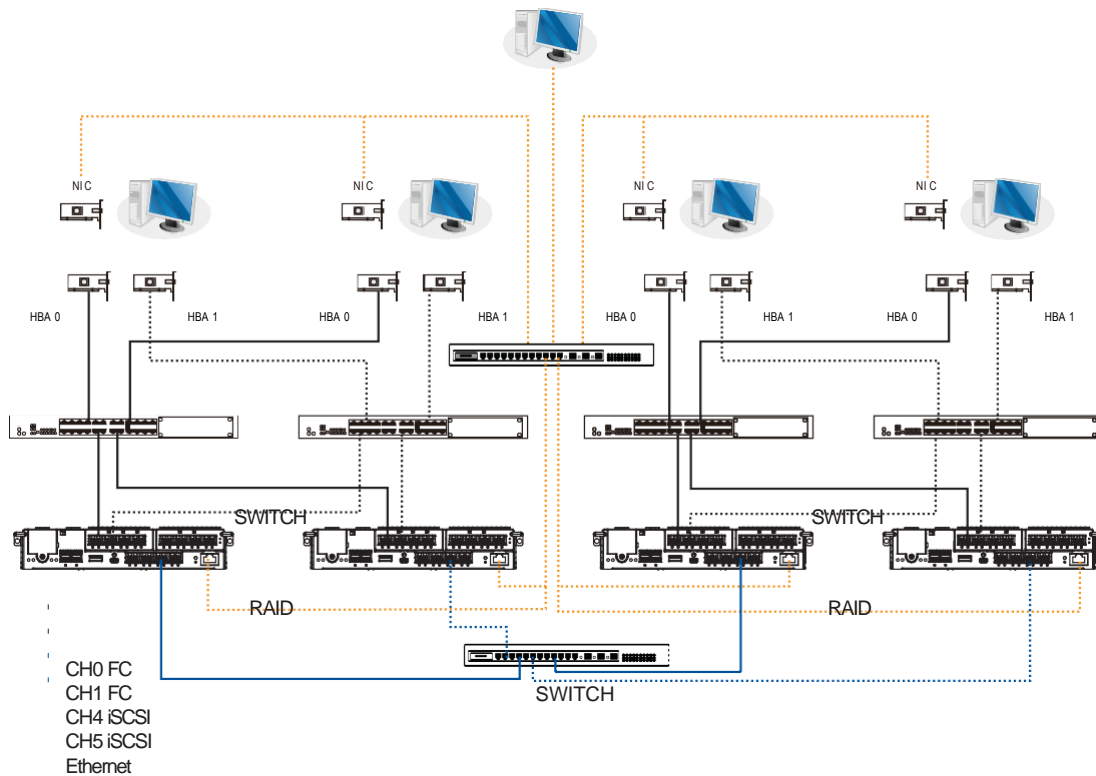 NIC
NIC
NIC
NIC
HBA 0
HBA 1
HBA 0
HBA 1
HBA 0
HBA 1
HBA 0
HBA 1
SWITCH
SWITCH
RAID
RAID
CH0 FC
CH1 FC
CH4 iSCSI
CH5 iSCSI
Ethernet
SWITCH